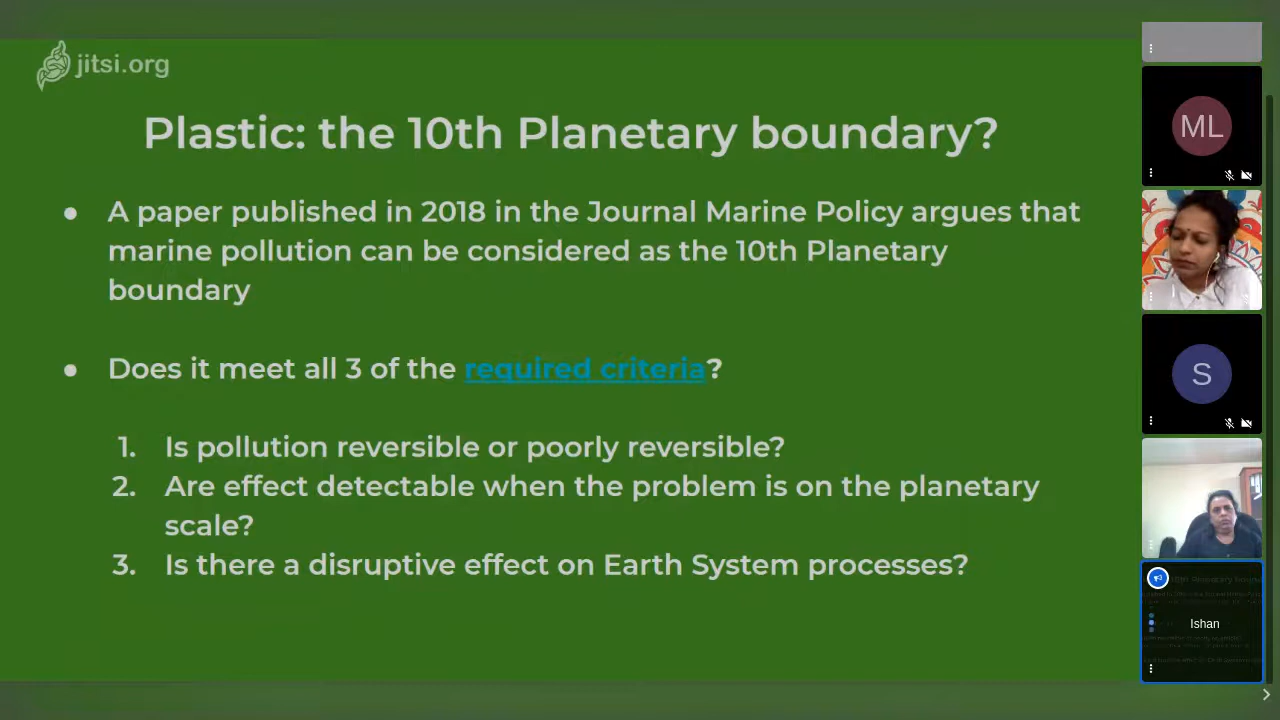 jitsi.org
Plastic: the 10th Planetary boundary?
● A paper published in 2018 in the Journal Marine Policy argues that
marine pollution can be considered as the 10th Planetary
boundary
● Does it meet all 3 of the required criteria?
1. Is pollution reversible or poorly reversible?
2. Are effect detectable when the problem is on the planetary
scale?
3. Is there a disruptive effect on Earth System processes?
ML
S
Ishan